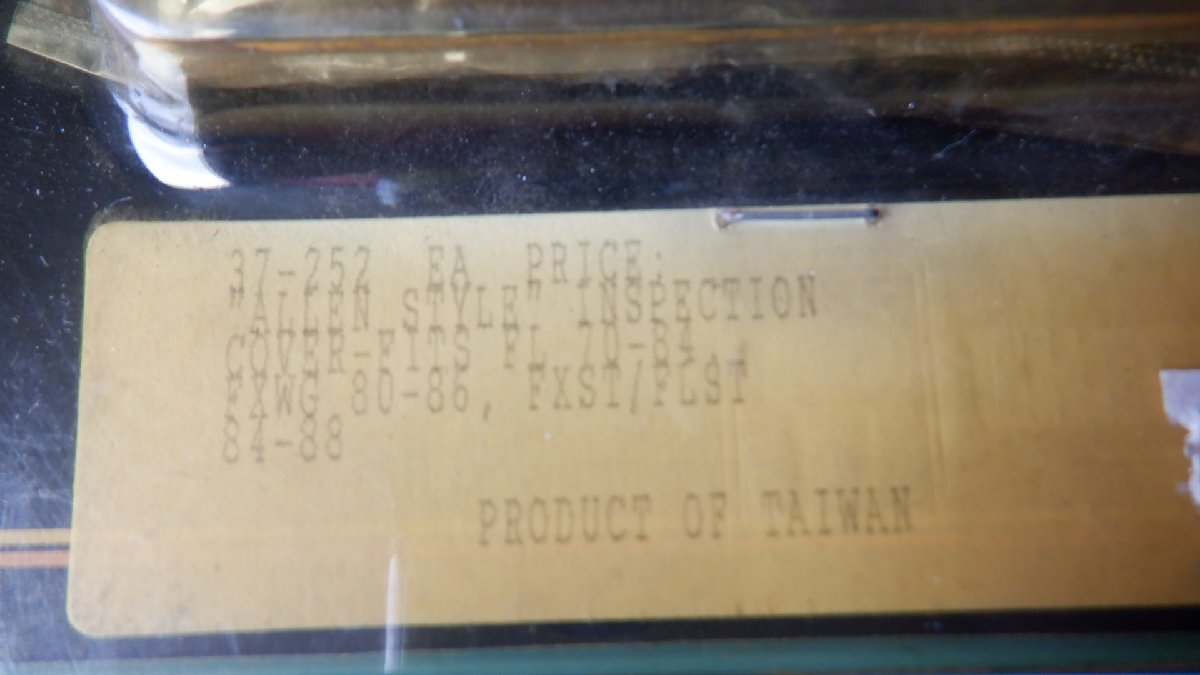 37-252 EA PRICE:
"ALLEN STYLE" INSPECTION
COVER-FITS FL 70-84,
FXWG 80-86, FXST/FLST
84-88
PRODUCT OF TAIWAN